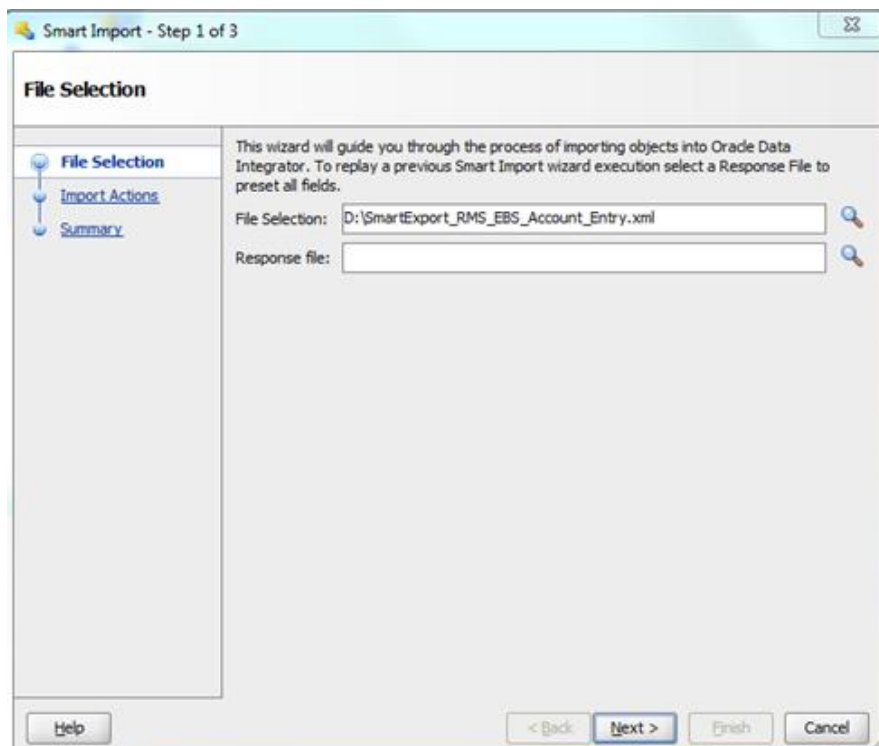 Smart Import - Step 1 of 3
File Selection
File Selection
Import Actions
Summary
This wizard will guide you through the process of importing objects into Oracle Data
Integrator. To replay a previous Smart Import wizard execution select a Response File to
preset all fields.
File Selection: D:\SmartExport_RMS_EBS_Account_Entry.xml
Response file:
Help
< Back
Next >
Finish
Cancel